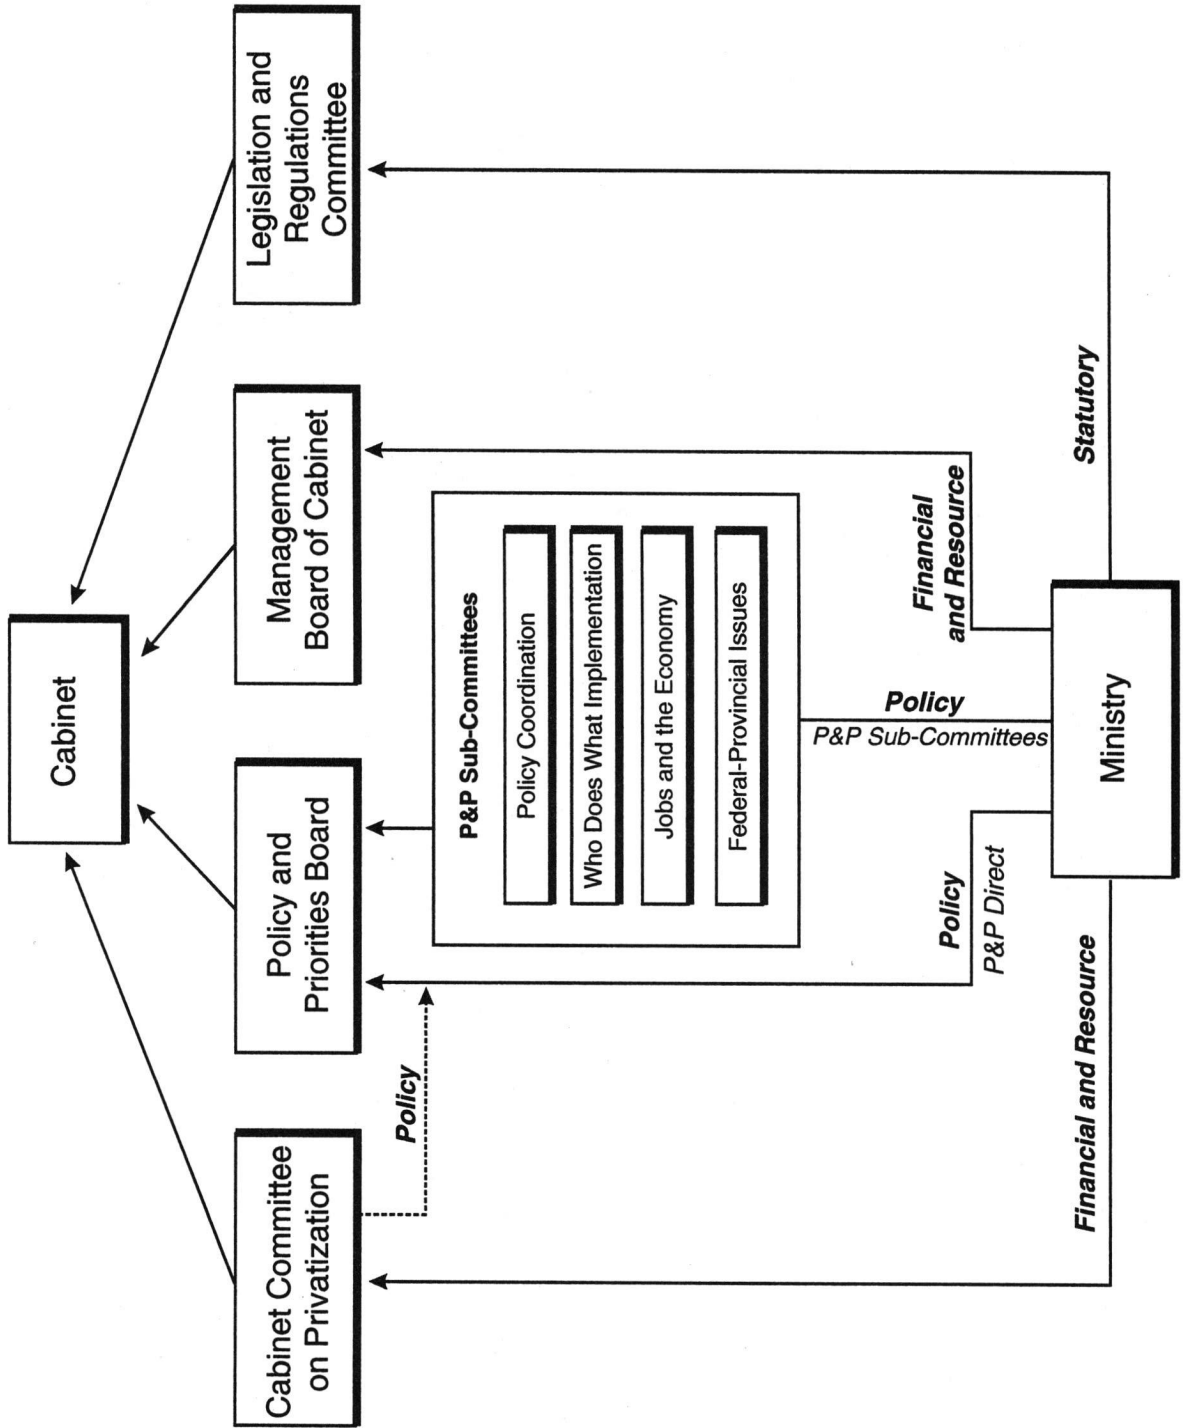 Cabinet
Cabinet Committee
on Privatization
Policy and
Priorities Board
Management
Board of Cabinet
Legislation and
Regulations
Committee
Policy
P&P Sub-Committees
Policy Coordination
Who Does What Implementation
Jobs and the Economy
Federal-Provincial Issues
Financial and Resource
Policy
P&P Direct
Policy
P&P Sub-Committees
Financial
and Resource
Statutory
Ministry